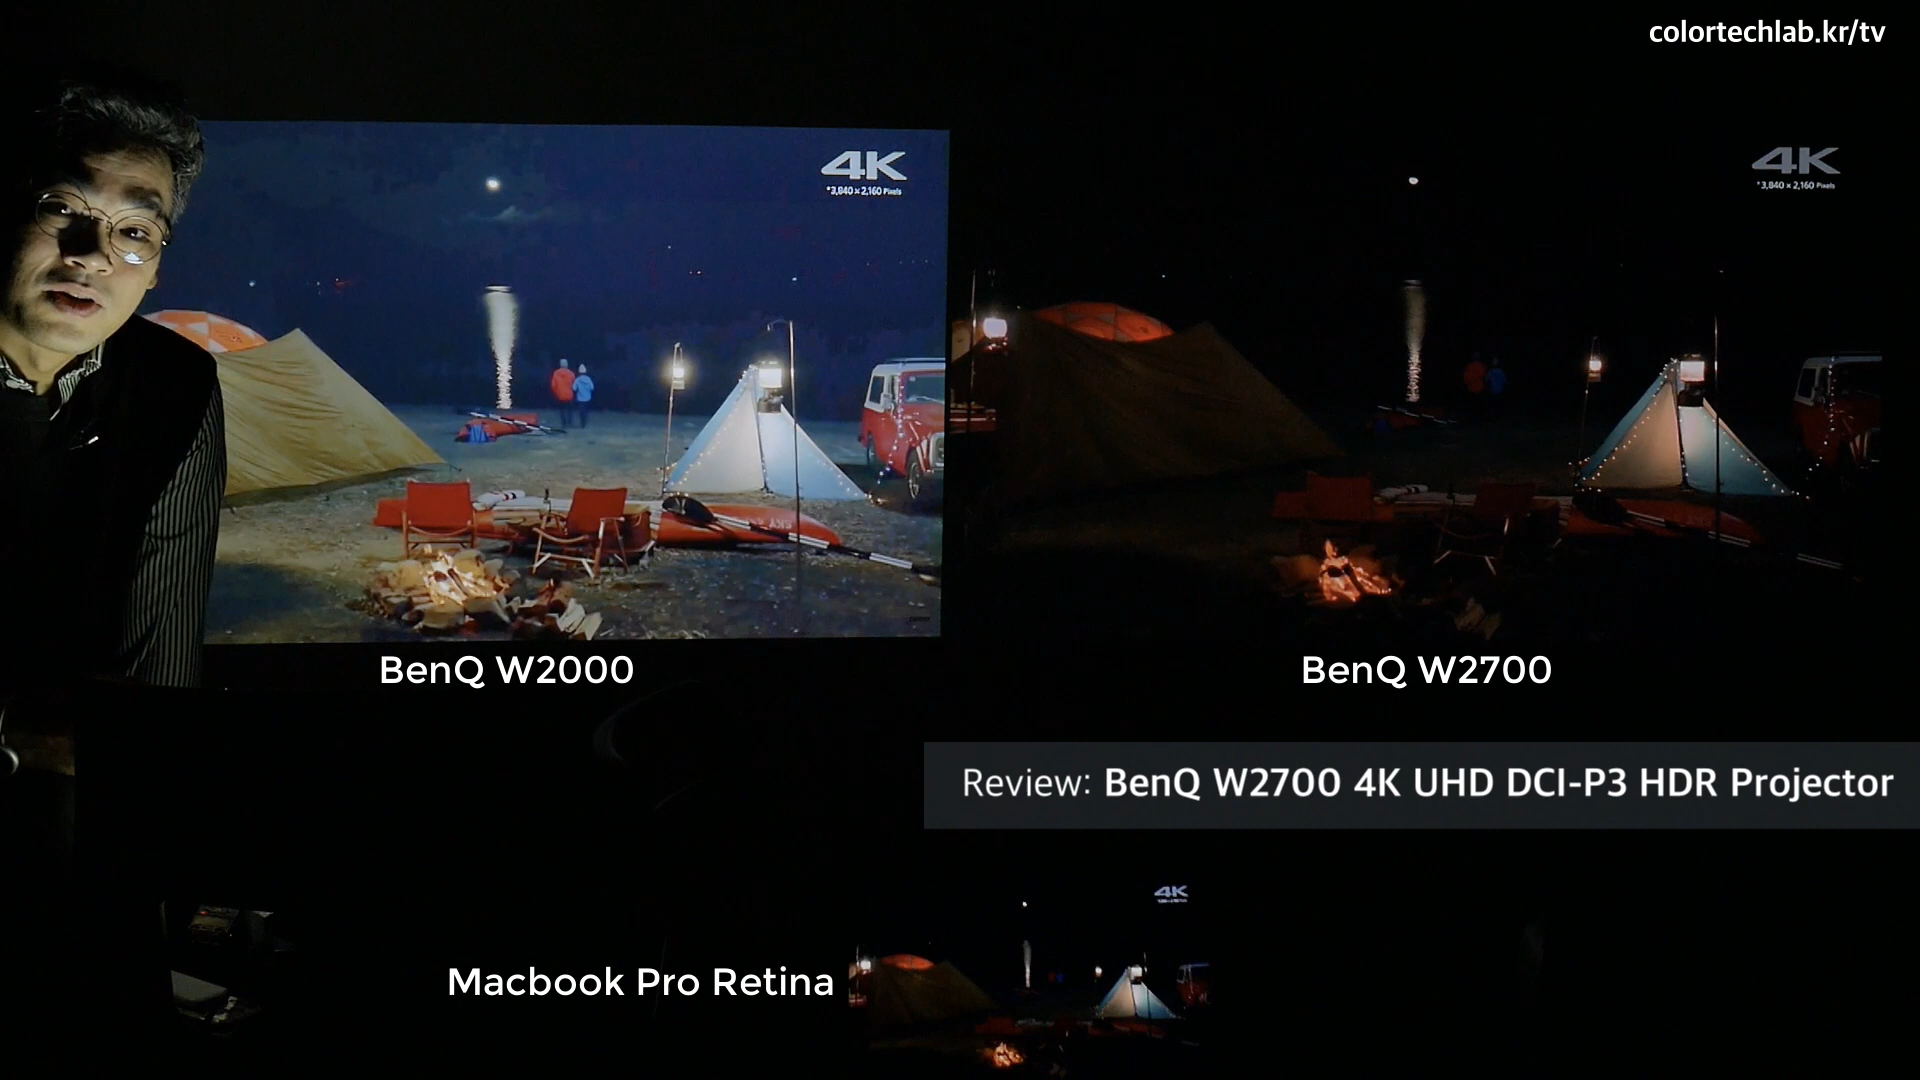 colortechlab.kr/tv
4K
*3,840 x 2,160 Pixels
4K
*3,840 x 2,160 Pixels
BenQ W2000
BenQ W2700
Review: BenQ W2700 4K UHD DCI-P3 HDR Projector
4K
Macbook Pro Retina